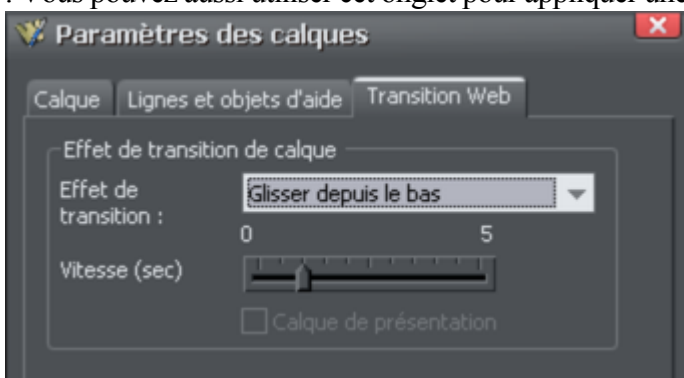 . Vous pouvez aussi utiliser cet onglet pour appliquer une
Paramètres des calques
Calque Lignes et objets d'aide Transition Web
Effet de transition de calque
Effet de transition :
Glisser depuis le bas
0 5
Vitesse (sec)
Calque de présentation